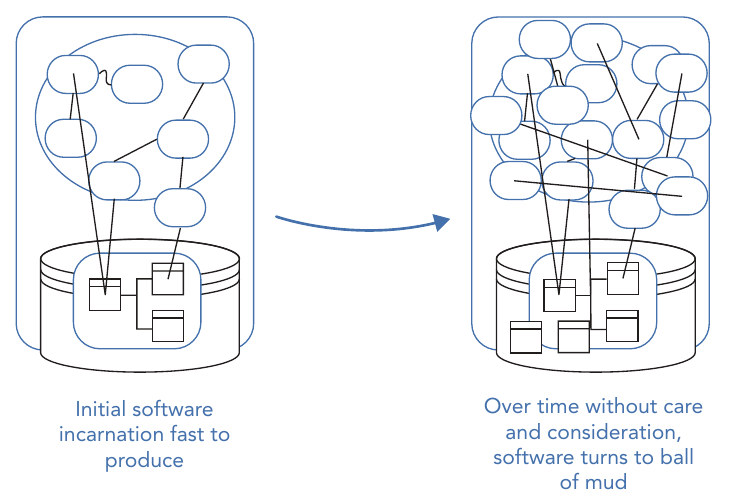 Initial software
incarnation fast to
produce
Over time without care
and consideration,
software turns to ball
of mud